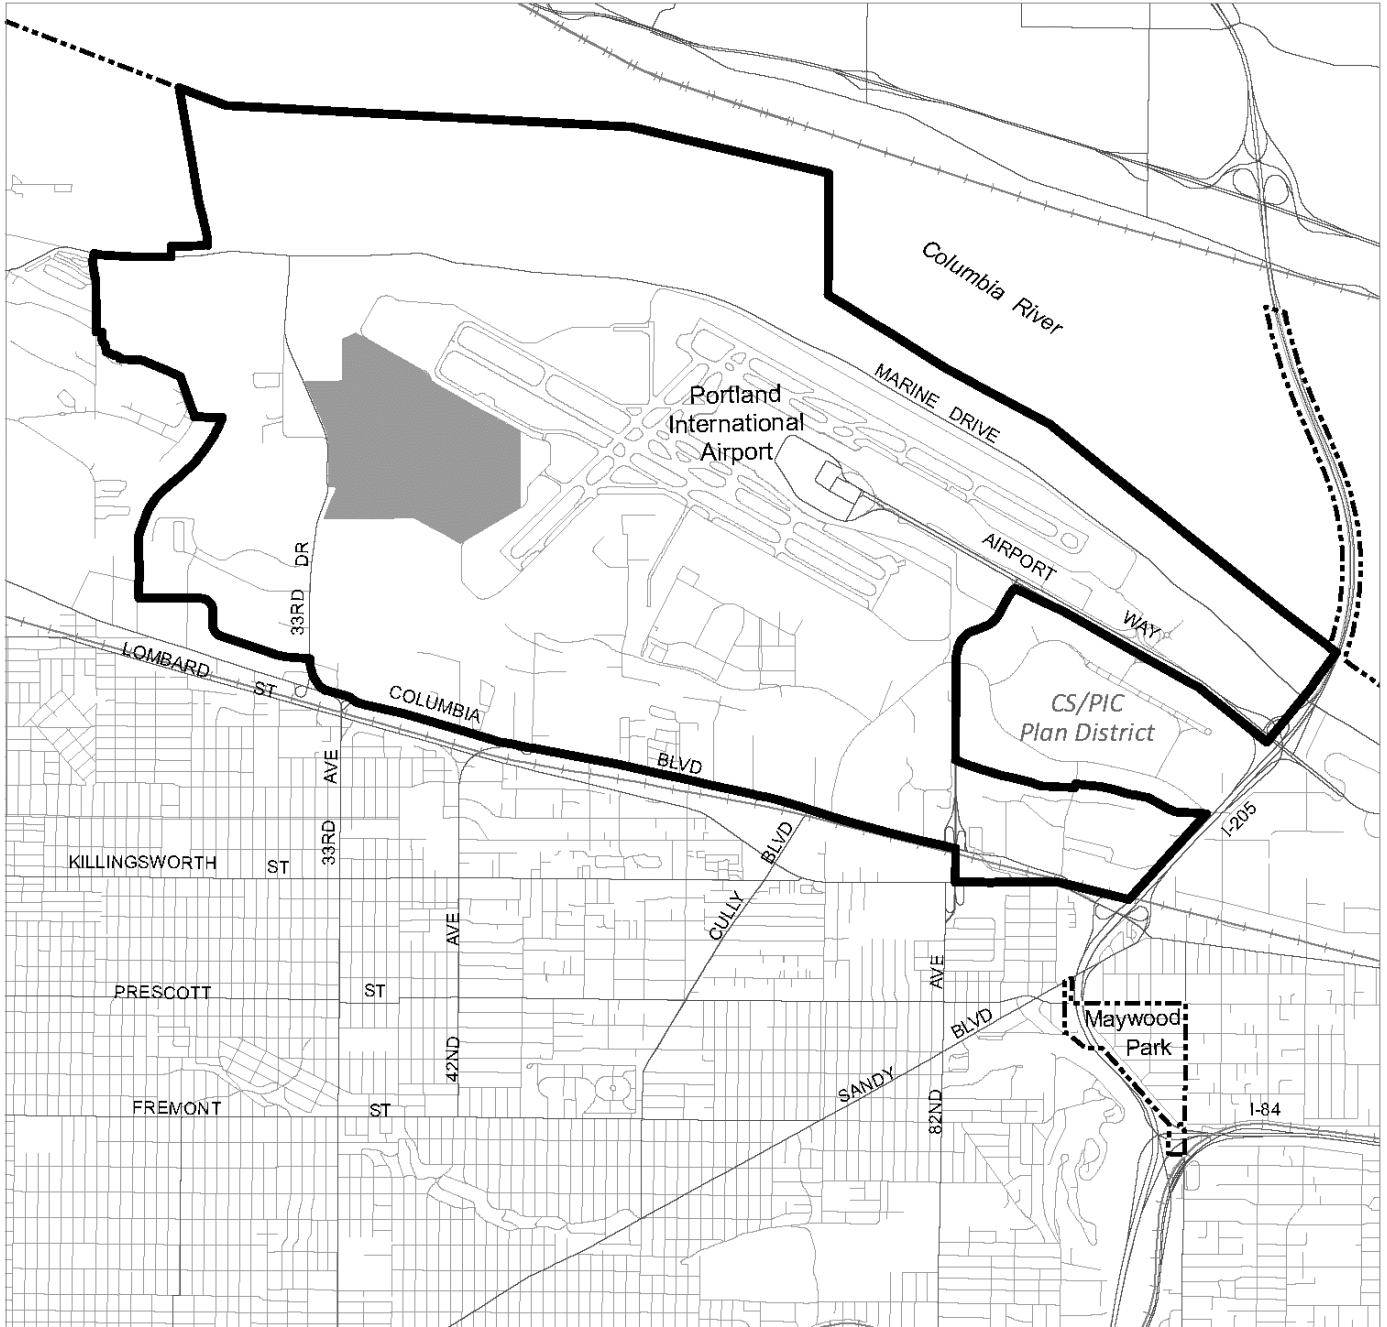 Columbia River
MARINE DRIVE
Portland
International
Airport
AIRPORT
WAY
33RD DR
LOMBARD
ST
COLUMBIA
BLVD
CS/PIC
Plan District
I-205
33RD AVE
KILLINGSWORTH ST
CULLY BLVD
42ND AVE
82ND AVE
PRESCOTT ST
SANDY BLVD
Maywood
Park
FREMONT ST
I-84